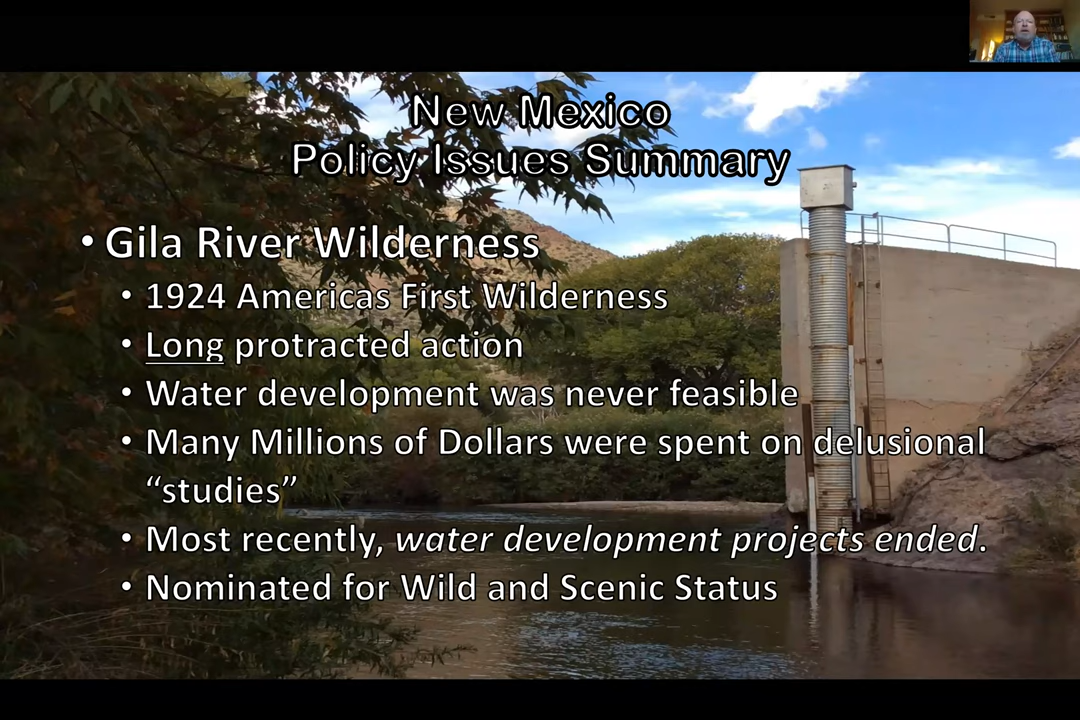 New Mexico
Policy Issues Summary
• Gila River Wilderness
• 1924 Americas First Wilderness
• Long protracted action
• Water development was never feasible
• Many Millions of Dollars were spent on delusional
“studies”
• Most recently, water development projects ended.
• Nominated for Wild and Scenic Status